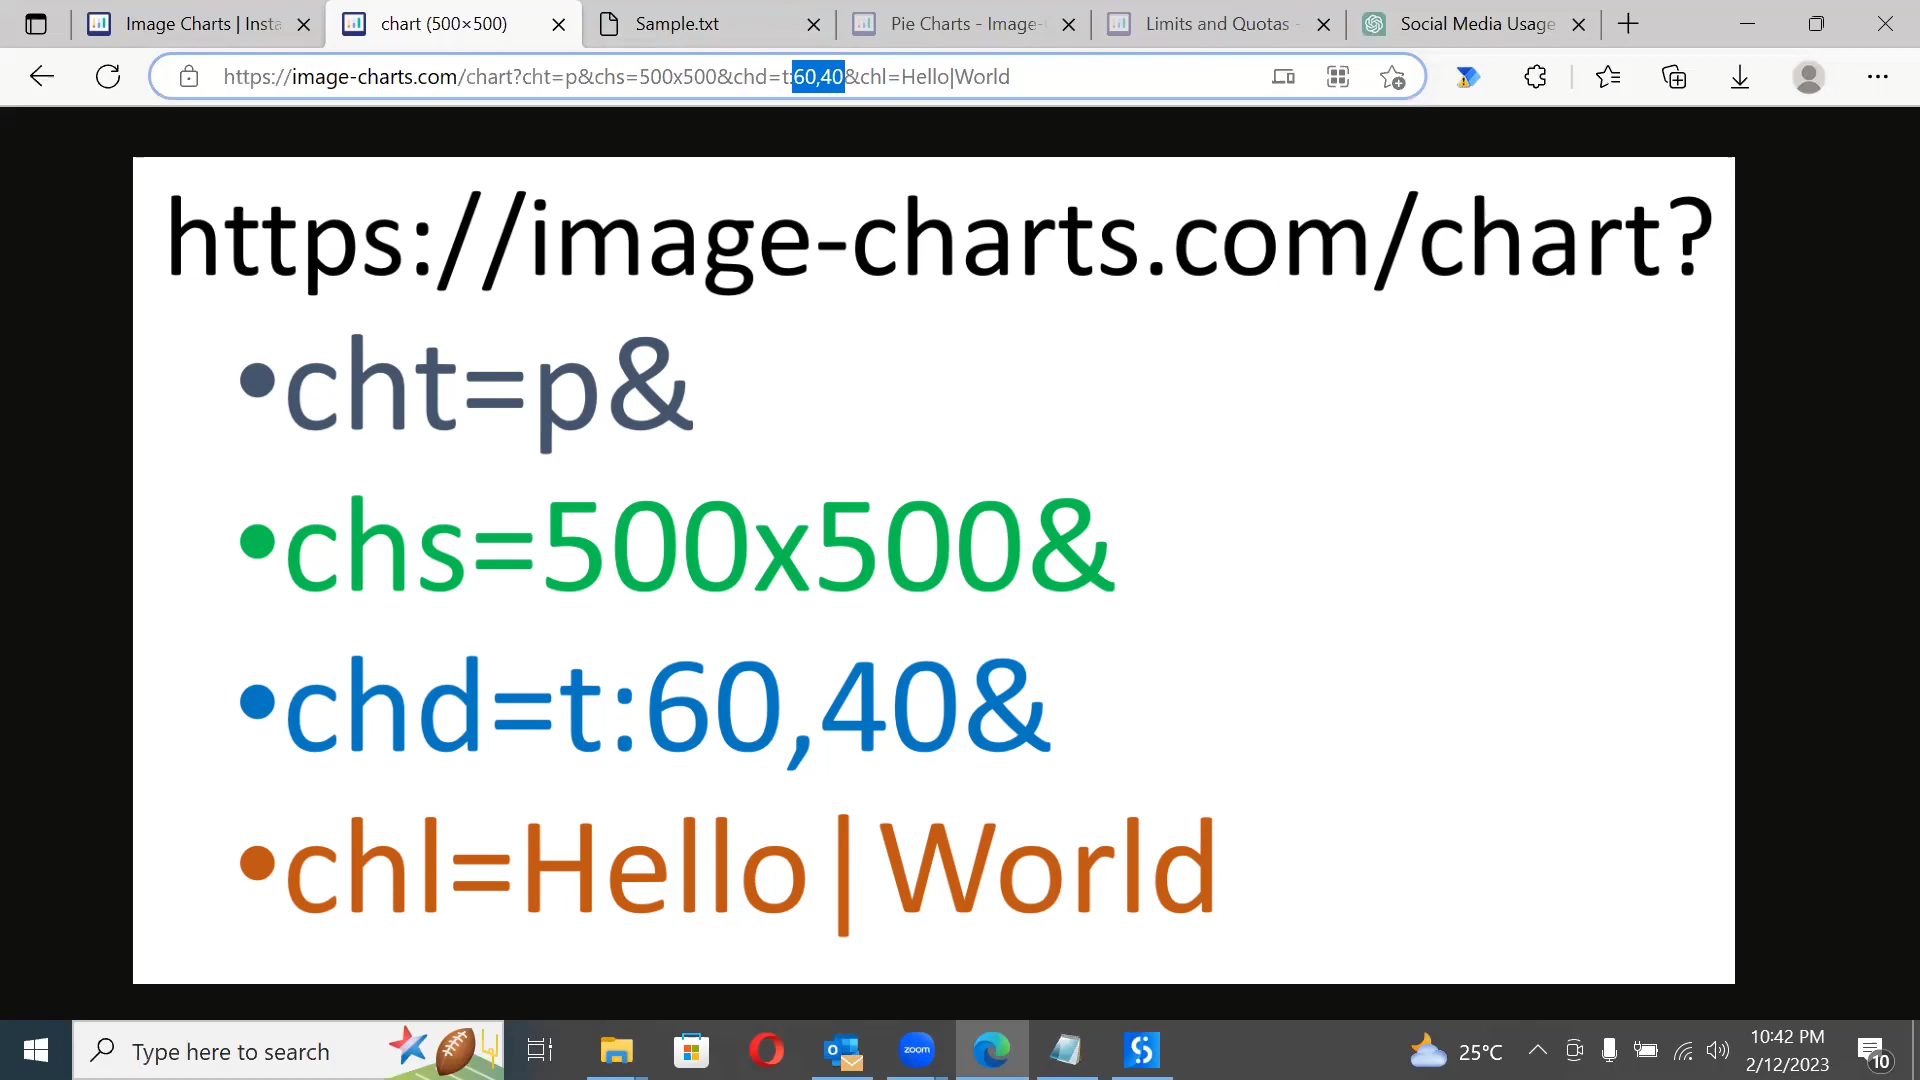 Image Charts | Insta
chart (500×500)
Sample.txt
Pie Charts - Image-
Limits and Quotas -
Social Media Usage
https://image-charts.com/chart?cht=p&chs=500x500&chd=t:60,40&chl=Hello|World
https://image-charts.com/chart?
•cht=p&
•chs=500x500&
•chd=t:60,40&
•chl=Hello|World
Type here to search
zoom
25°C
10:42 PM
2/12/2023
10